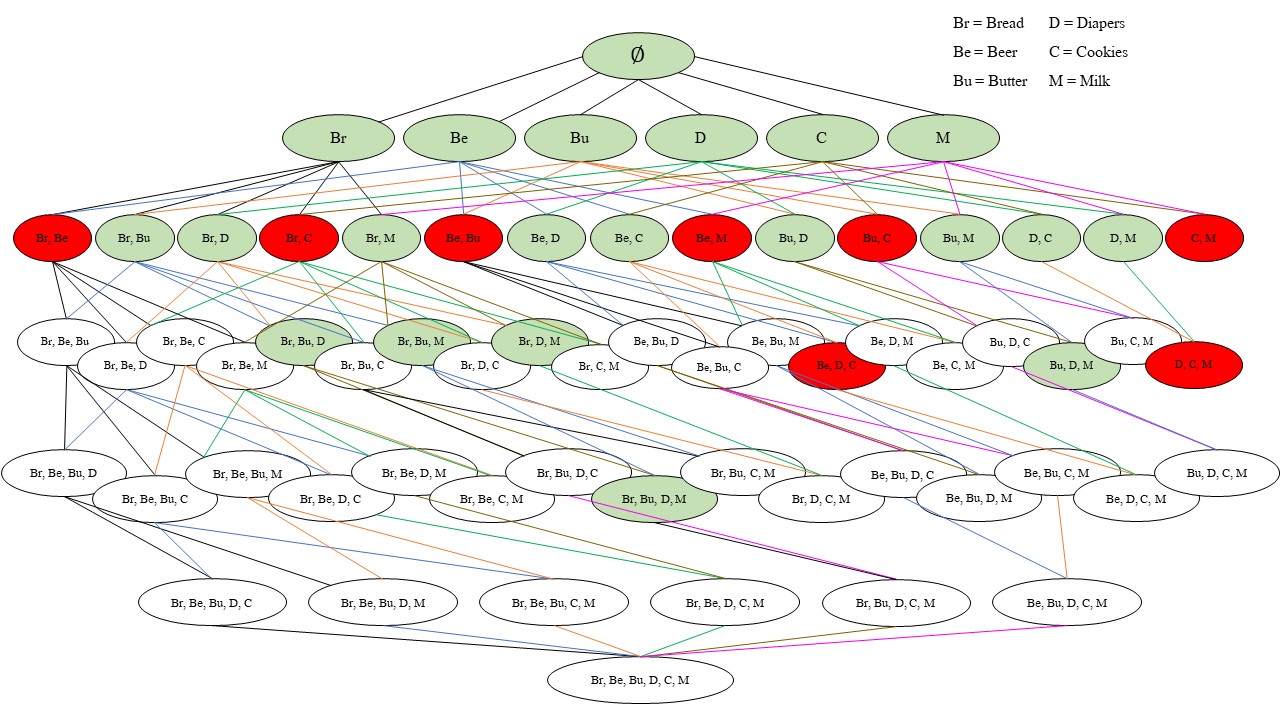 Br = Bread D = Diapers
Be = Beer C = Cookies
Bu = Butter M = Milk
∅
Br Be Bu D C M
Br, Be Br, Bu Br, D Br, C Br, M Be, Bu Be, D Be, C Be, M Bu, D Bu, C Bu, M D, C D, M C, M
Br, Be, Bu Br, Be, C Br, Bu, D Br, Bu, M Br, D, M Be, Bu, D Be, Bu, M Be, D, M Bu, D, C Bu, C, M
Br, Be, D Br, Be, M Br, Bu, C Br, D, C Br, C, M Be, Bu, C Be, D, C Be, C, M Bu, D, M D, C, M
Br, Be, Bu, D Br, Be, Bu, M Br, Be, D, M Br, Bu, D, C Br, Bu, C, M Be, Bu, D, C Be, Bu, C, M Bu, D, C, M
Br, Be, Bu, C Br, Be, D, C Br, Be, C, M Br, Bu, D, M Br, D, C, M Be, Bu, D, M Be, D, C, M
Br, Be, Bu, D, C Br, Be, Bu, D, M Br, Be, Bu, C, M Br, Be, D, C, M Br, Bu, D, C, M Be, Bu, D, C, M
Br, Be, Bu, D, C, M